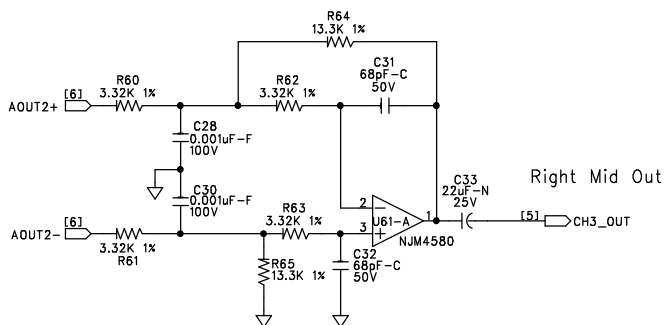 R64
13.3K 1%
C31
68pF-C
50V
R60
3.32K 1%
R62
3.32K 1%
[6]
AOUT2+
C28
0.001uF-F
100V
C33
22uF-N
25V
Right Mid Out
C30
0.001uF-F
100V
2
U61-A
1
3
NJM4580
[5]
CH3_OUT
R63
3.32K 1%
[6]
AOUT2-
3.32K 1%
R61
R65
13.3K 1%
C32
68pF-C
50V